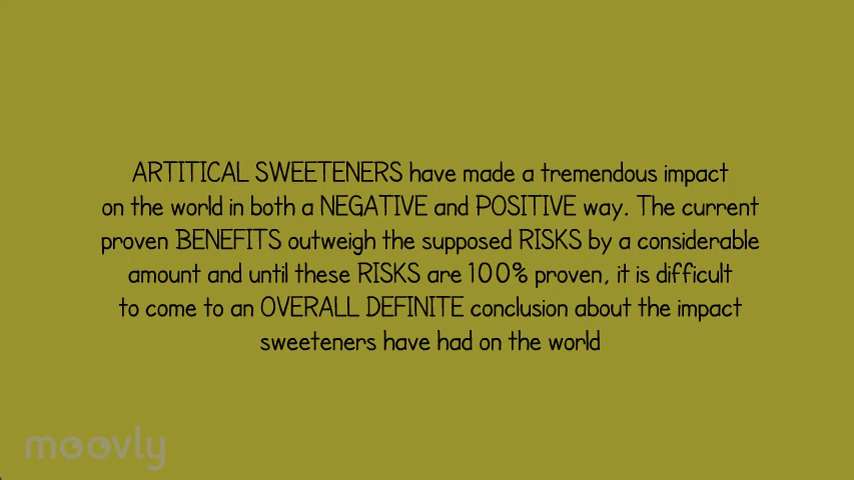 ARTITICAL SWEETENERS have made a tremendous impact
on the world in both a NEGATIVE and POSITIVE way. The current
proven BENEFITS outweigh the supposed RISKS by a considerable
amount and until these RISKS are 100% proven, it is difficult
to come to an OVERALL DEFINITE conclusion about the impact
sweeteners have had on the world
moovly